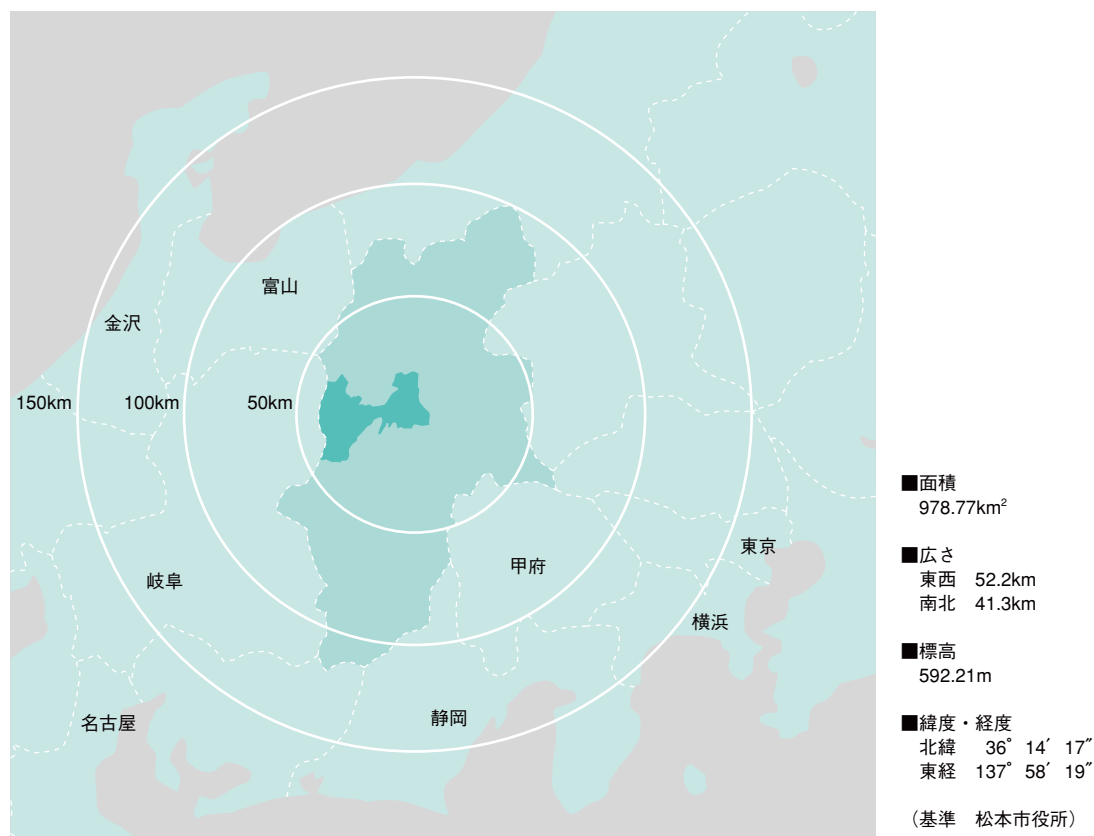 富山
金沢
150km
100km
50km
岐阜
甲府
東京
横浜
名古屋
静岡
■面積
978.77km²
■広さ
東西 52.2km
南北 41.3km
■標高
592.21m
■緯度・経度
北緯 36°14′17″
東経 137°58′19″
（基準 松本市役所）